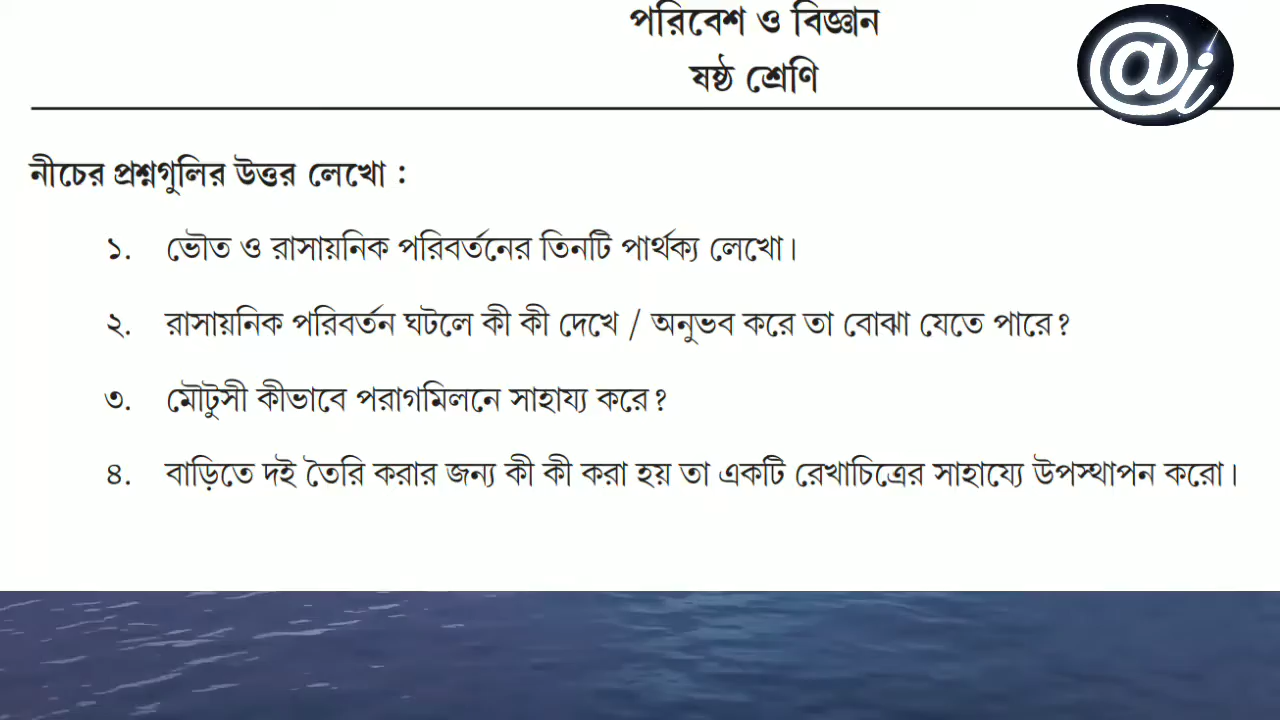 পরিবেশ ও বিজ্ঞান
ষষ্ঠ শ্রেণি
@i
নীচের প্রশ্নগুলির উত্তর লেখো :
১. ভৌত ও রাসায়নিক পরিবর্তনের তিনটি পার্থক্য লেখো।
২. রাসায়নিক পরিবর্তন ঘটলে কী কী দেখে / অনুভব করে তা বোঝা যেতে পারে?
৩. মৌটুসী কীভাবে পরাগমিলনে সাহায্য করে?
৪. বাড়িতে দই তৈরি করার জন্য কী কী করা হয় তা একটি রেখাচিত্রের সাহায্যে উপস্থাপন করো।